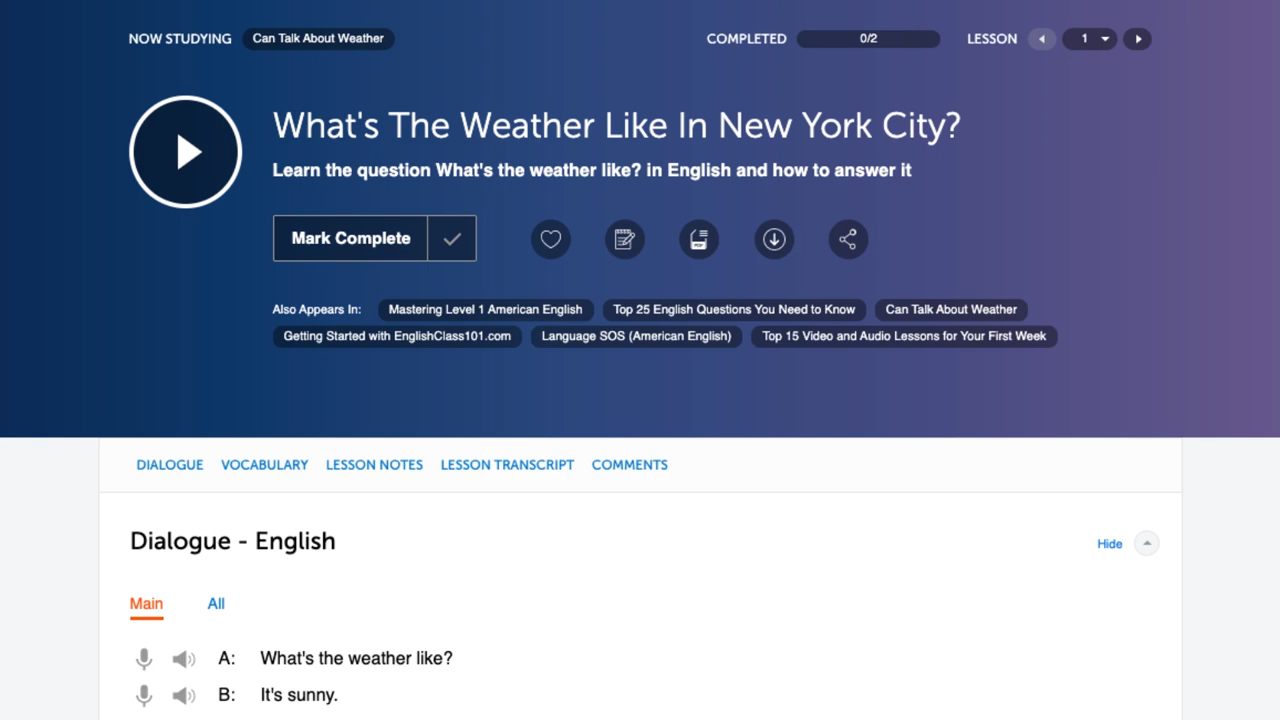 NOW STUDYING Can Talk About Weather COMPLETED 0/2 LESSON 1
What's The Weather Like In New York City?
Learn the question What's the weather like? in English and how to answer it
Mark Complete
Also Appears In: Mastering Level 1 American English Top 25 English Questions You Need to Know Can Talk About Weather
Getting Started with EnglishClass101.com Language SOS (American English) Top 15 Video and Audio Lessons for Your First Week
DIALOGUE VOCABULARY LESSON NOTES LESSON TRANSCRIPT COMMENTS
Dialogue - English Hide
Main All
A: What's the weather like?
B: It's sunny.